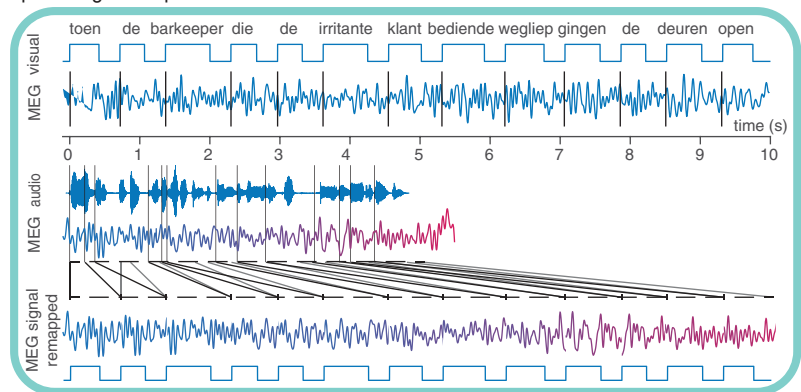 toen de barkeeper die de irritante klant bediende wegliep gingen de deuren open
visual
MEG
time (s)
0 1 2 3 4 5 6 7 8 9 10
audio
MEG
MEG signal
remapped